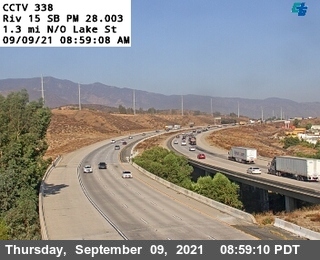 CCTV 338
Riv 15 SB PM 28.003
1.3 mi N/O Lake St
09/09/21 08:59:08 AM
Thursday, September 09, 2021 08:59:10 PDT